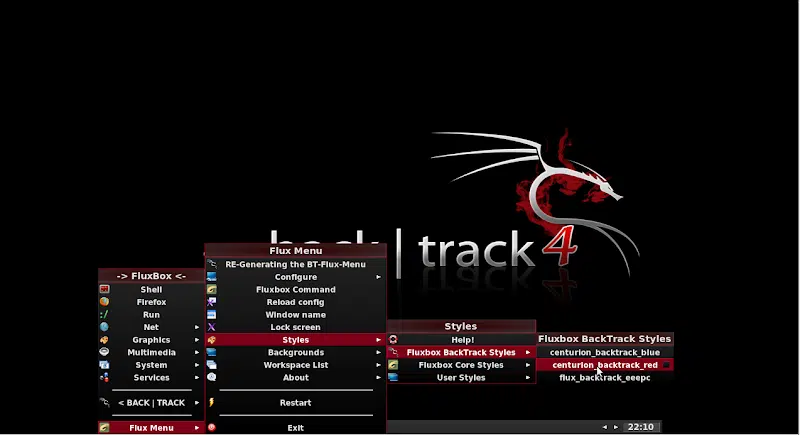 back | track 4
-> FluxBox <-
Shell
Firefox
Run
Net
Graphics
Multimedia
System
Services
< BACK | TRACK
Flux Menu
Flux Menu
RE-Generating the BT-Flux-Menu
Configure
Fluxbox Command
Reload config
Window name
Lock screen
Styles
Backgrounds
Workspace List
About
Restart
Exit
Styles
Help!
Fluxbox BackTrack Styles
Fluxbox Core Styles
User Styles
Fluxbox BackTrack Styles
centurion_backtrack_blue
centurion_backtrack_red
flux_backtrack_eeepc
22:10